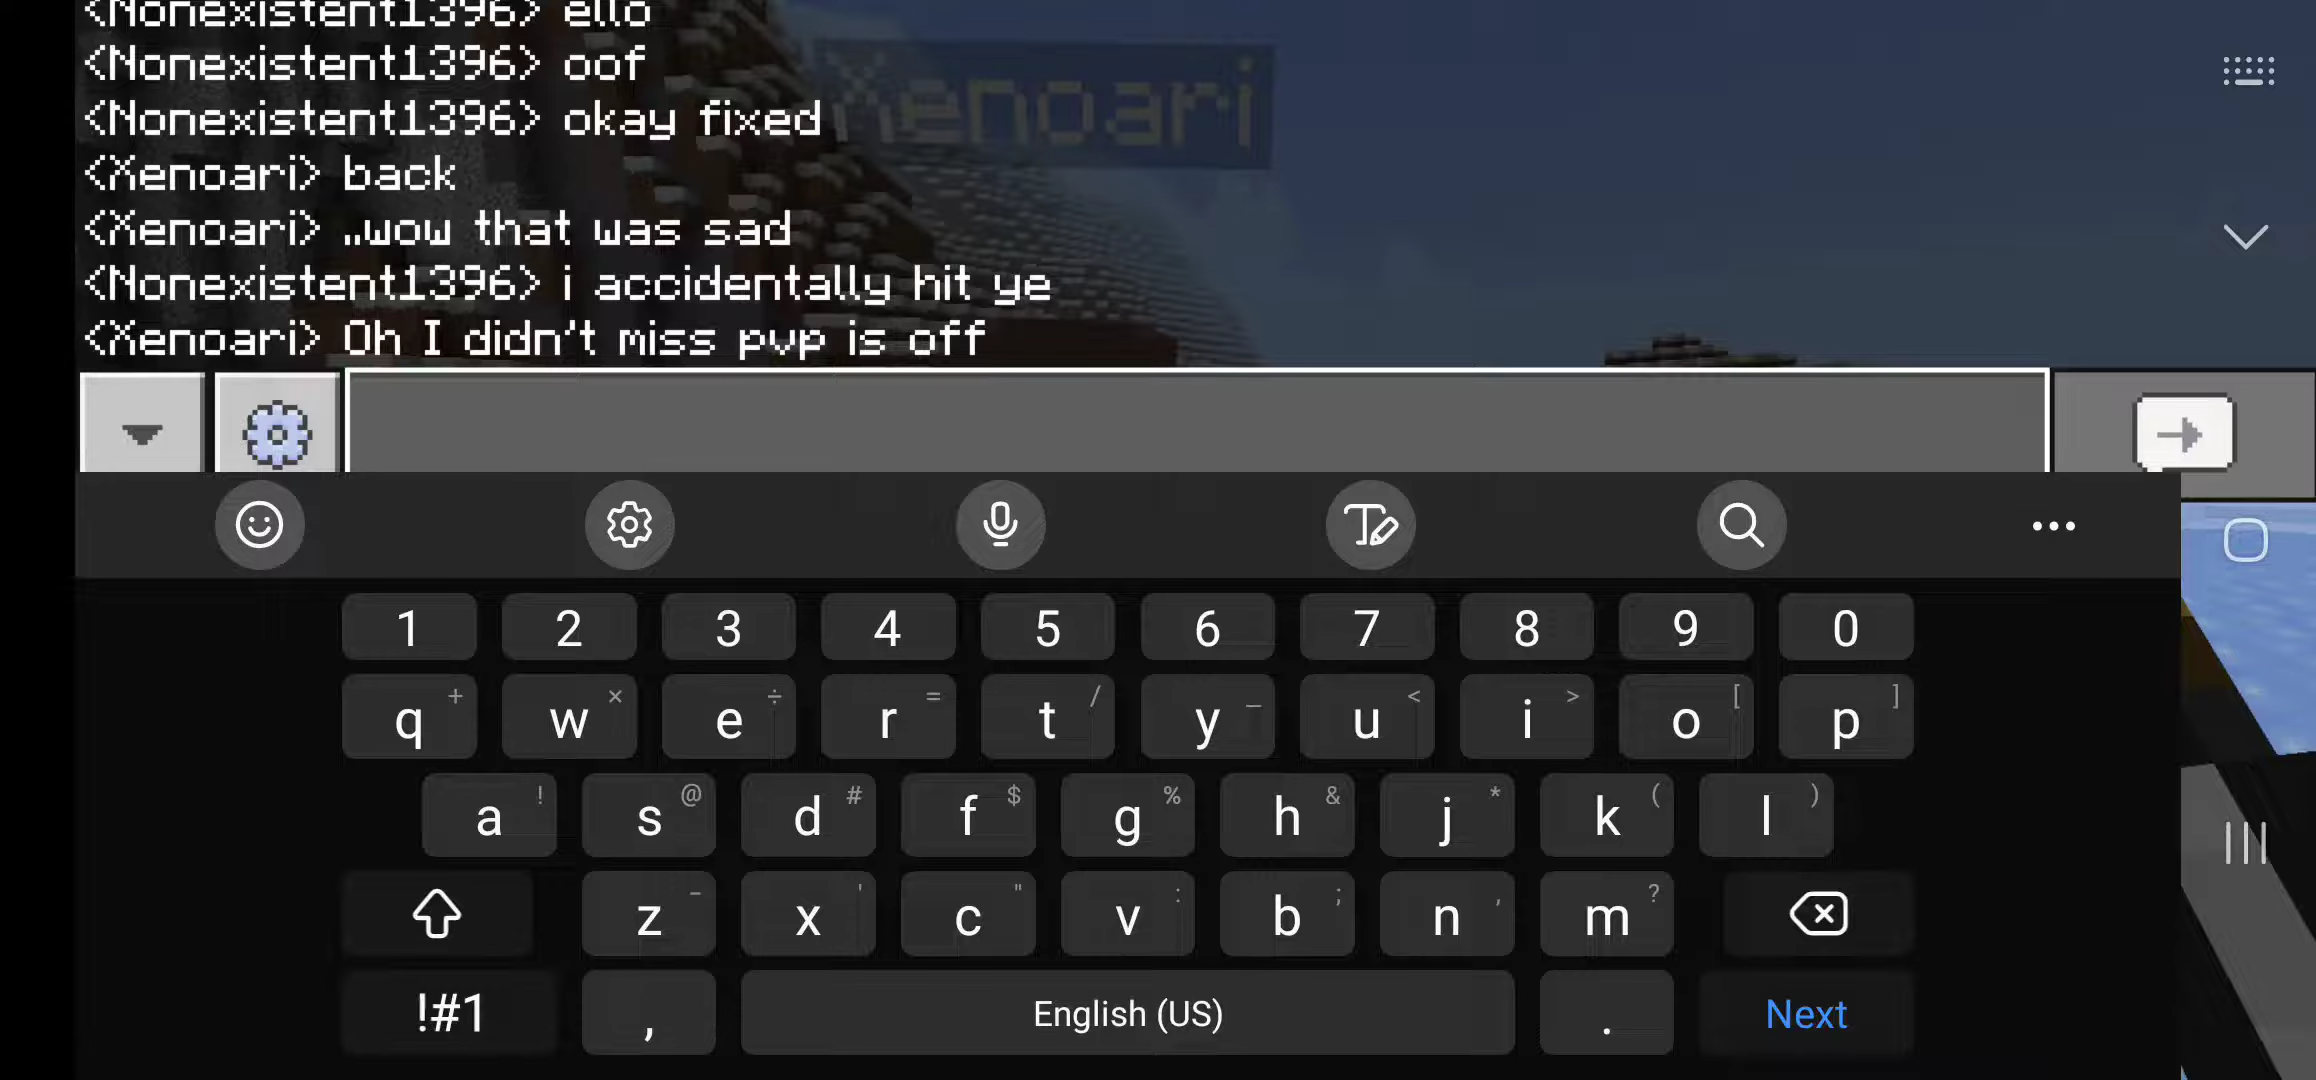 <Nonexistent1396> ello
<Nonexistent1396> oof
<Nonexistent1396> okay fixed
Xenoari
<Xenoari> back
<Xenoari> ..wow that was sad
<Nonexistent1396> i accidentally hit ye
<Xenoari> Oh I didn't miss pvp is off
1 2 3 4 5 6 7 8 9 0
q + w × e ÷ r = t / y _ u < i > o [ p ]
a ! s @ d # f $ g % h & j * k ( l )
z - x ' c " v : b ; n , m ?
!#1 , English (US) . Next